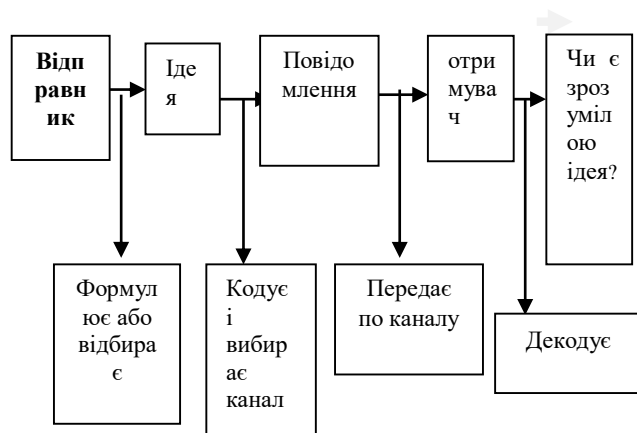 Відп
равн
ик
Іде
я
Повідо
млення
отри
мувач
ч
Чи є
зроз
уміл
ою
ідея?
Формул
ює або
відбира
є
Кодує
і
вибир
ає
канал
Передає
по каналу
Декодує